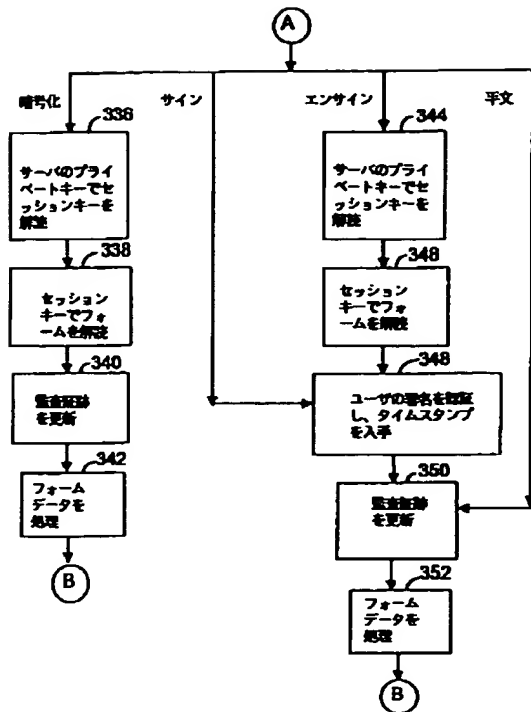 A
暗号化
サイン
エンサイン
平文
336
サーバのプライ
ベートキーでセ
ッションキーを
解読
338
セッション
キーでフォ
ームを解読
340
監査証跡
を更新
342
フォーム
データを
処理
B
344
サーバのプライ
ベートキーでセ
ッションキーを
解読
348
セッション
キーでフォ
ームを解読
348
ユーザの署名を認証
し、タイムスタンプ
を入手
350
監査証跡
を更新
352
フォーム
データを
処理
B